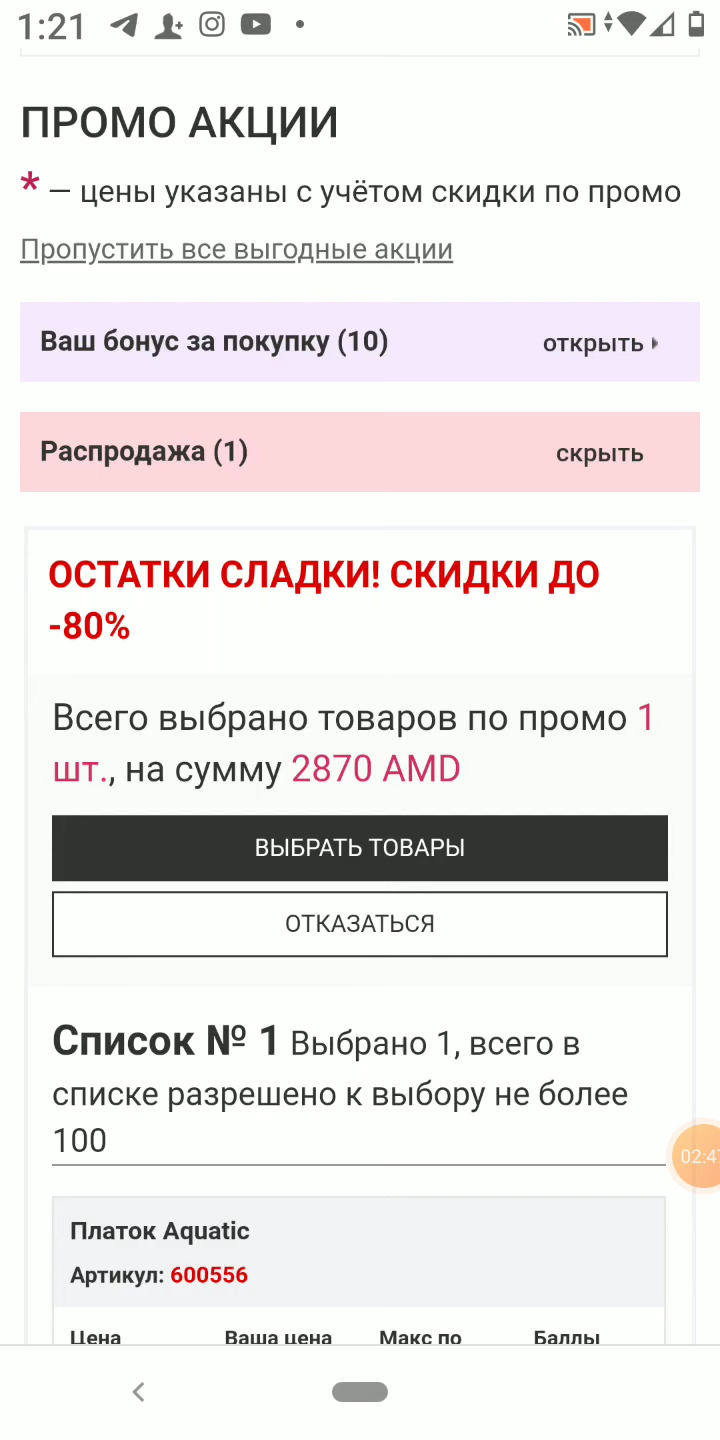 1:21
ПРОМО АКЦИИ
* — цены указаны с учётом скидки по промо
Пропустить все выгодные акции
Ваш бонус за покупку (10) открыть
Распродажа (1) скрыть
ОСТАТКИ СЛАДКИ! СКИДКИ ДО
-80%
Всего выбрано товаров по промо 1
шт., на сумму 2870 AMD
ВЫБРАТЬ ТОВАРЫ
ОТКАЗАТЬСЯ
Список № 1 Выбрано 1, всего в
списке разрешено к выбору не более
100
Платок Aquatic
Артикул: 600556
Цена Ваша цена Макс по Баллы